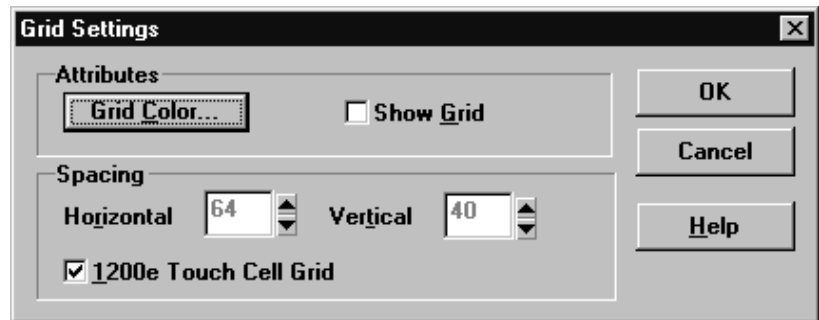 Grid Settings
Attributes
Grid Color...
Show Grid
OK
Cancel
Spacing
Horizontal 64 Vertical 40
Help
1200e Touch Cell Grid